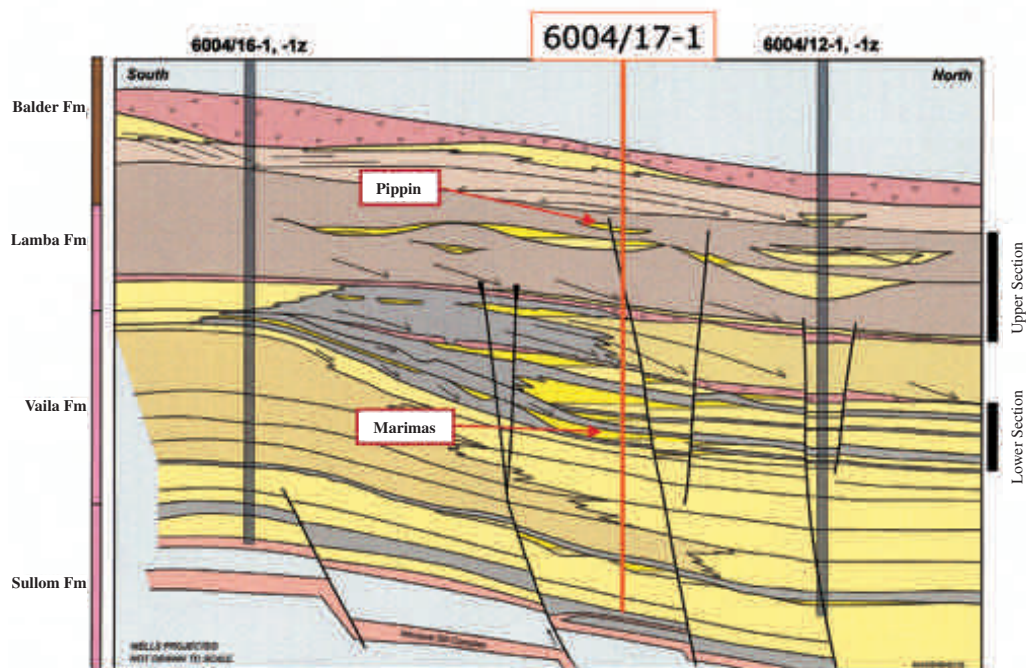 6004/16-1, -1z
6004/17-1
6004/12-1, -1z
South
North
Balder Fm
Pippin
Lamba Fm
Upper Section
Vaila Fm
Marimas
Lower Section
Sullom Fm
WELLS PROJECTED
NOT DRAWN TO SCALE